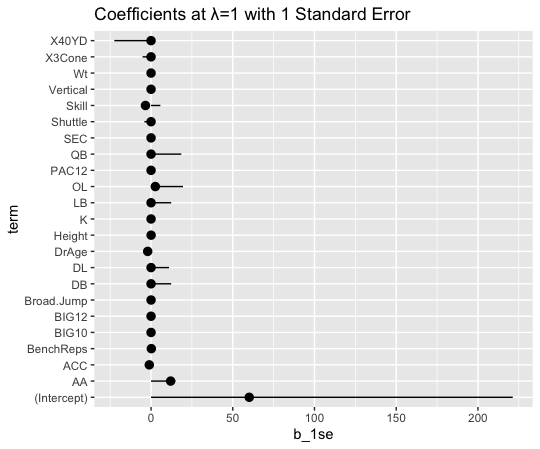 Coefficients at λ=1 with 1 Standard Error
X40YD
X3Cone
Wt
Vertical
Skill
Shuttle
SEC
QB
PAC12
OL
LB
K
Height
DrAge
DL
DB
Broad.Jump
BIG12
BIG10
BenchReps
ACC
AA
(Intercept)
term
0 50 100 150 200
b_1se